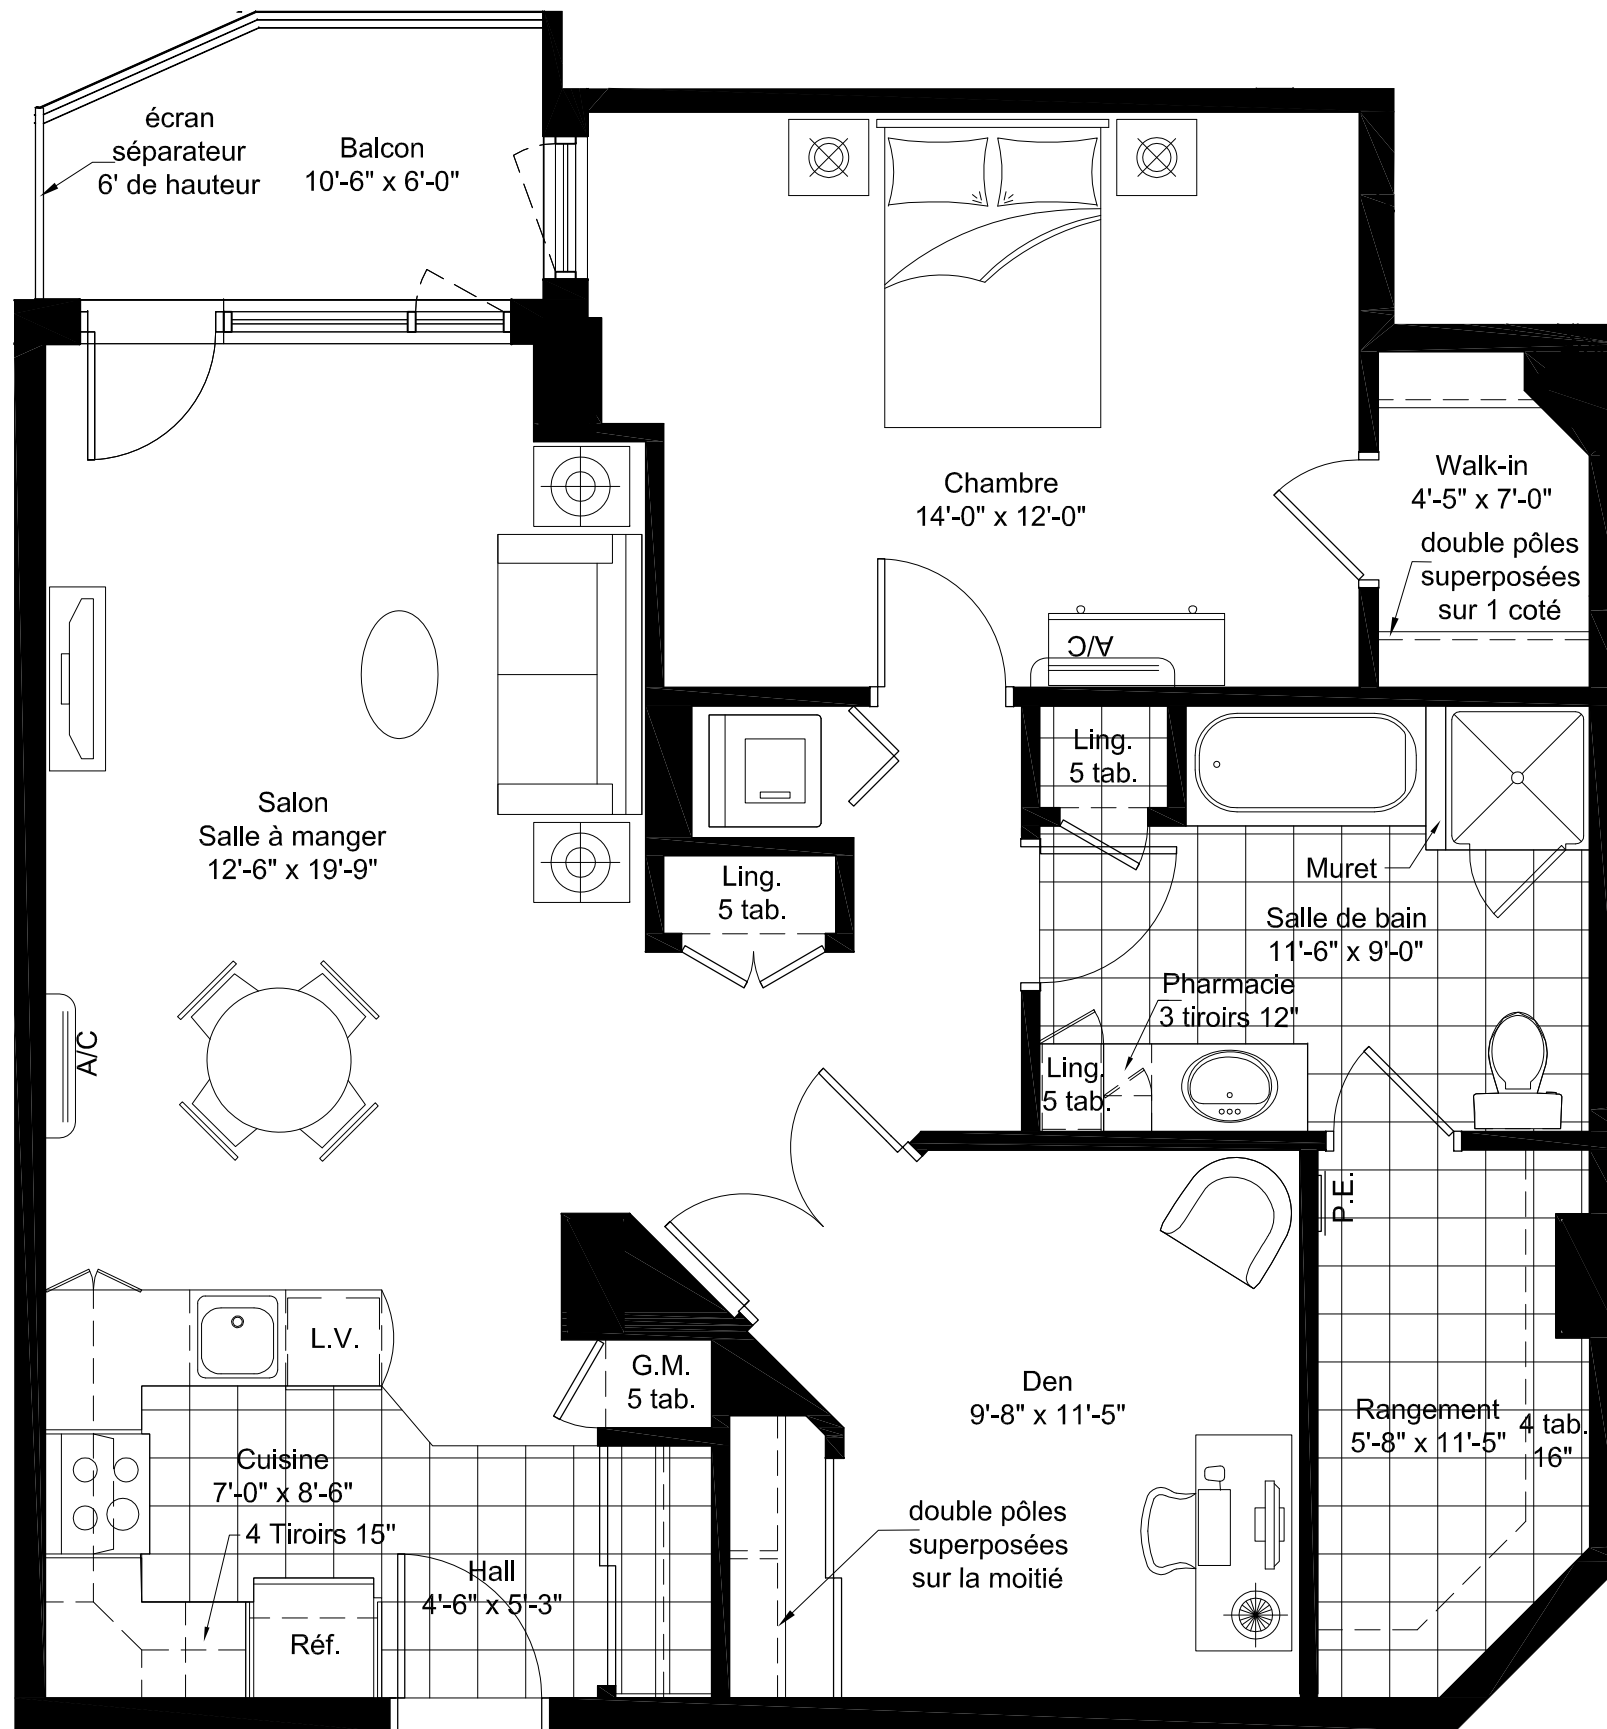 écran
séparateur
6' de hauteur
Balcon
10'-6" x 6'-0"
Chambre
14'-0" x 12'-0"
Walk-in
4'-5" x 7'-0"
double pôles
superposées
sur 1 coté
A/C
Ling.
5 tab.
Salon
Salle à manger
12'-6" x 19'-9"
Ling.
5 tab.
Muret
Salle de bain
11'-6" x 9'-0"
Pharmacie
3 tiroirs 12"
Ling.
5 tab.
A/C
P.E.
L.V.
G.M.
5 tab.
Den
9'-8" x 11'-5"
Rangement
5'-8" x 11'-5"
4 tab.
16"
Cuisine
7'-0" x 8'-6"
4 Tiroirs 15"
double pôles
superposées
sur la moitié
Hall
4'-6" x 5'-3"
Réf.